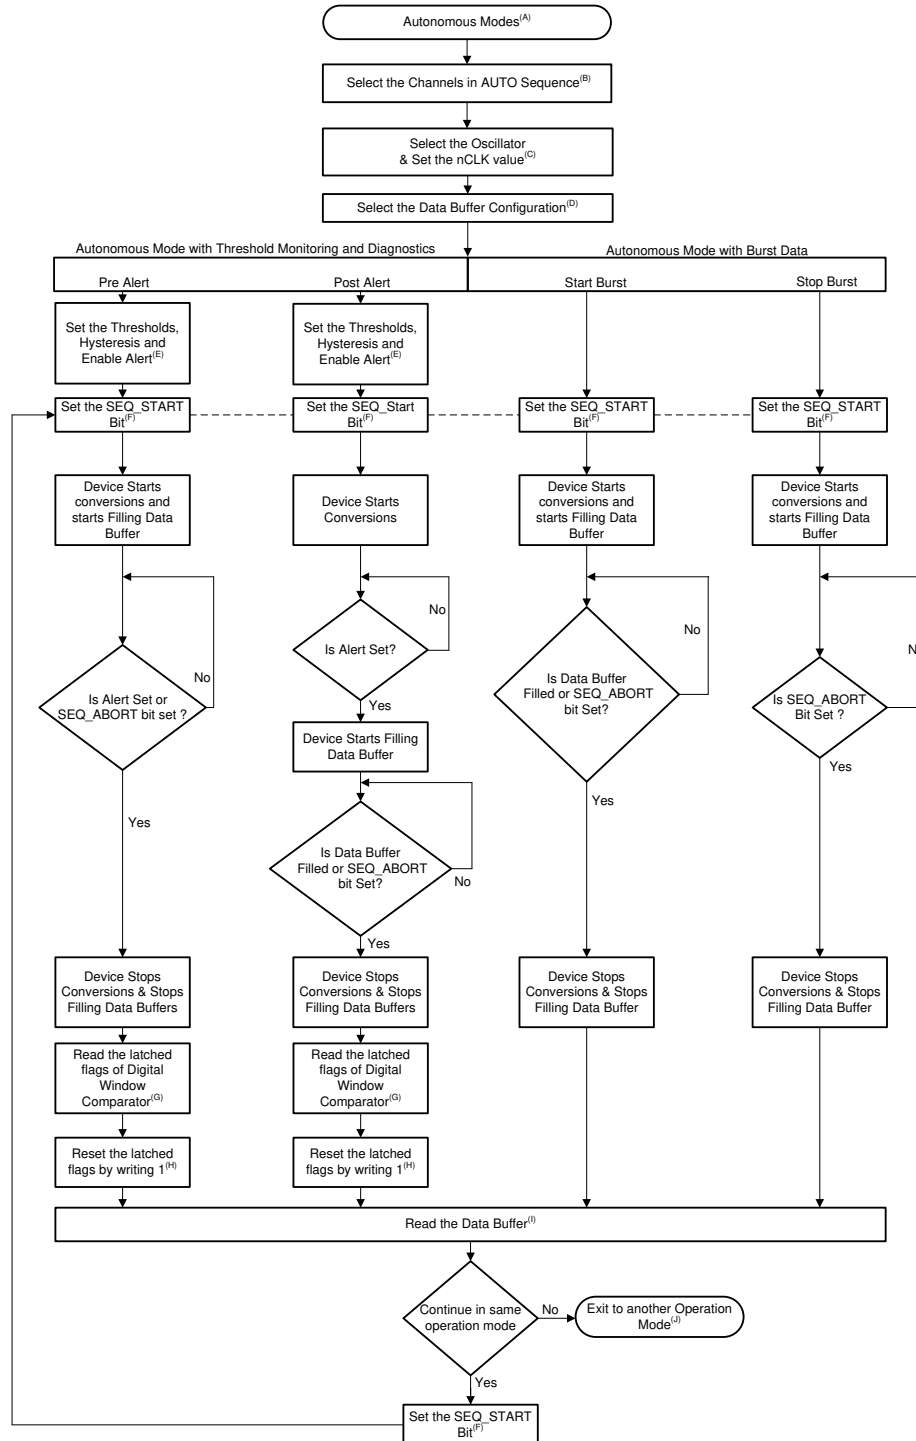 Autonomous Modes(A)
Select the Channels in AUTO Sequence(B)
Select the Oscillator
& Set the nCLK value(C)
Select the Data Buffer Configuration(D)
Autonomous Mode with Threshold Monitoring and Diagnostics
Autonomous Mode with Burst Data
Pre Alert
Post Alert
Start Burst
Stop Burst
Set the Thresholds,
Hysteresis and
Enable Alert(E)
Set the Thresholds,
Hysteresis and
Enable Alert(E)
Set the SEQ_START
Bit(F)
Set the SEQ_Start
Bit(F)
Set the SEQ_START
Bit(F)
Set the SEQ_START
Bit(F)
Device Starts
conversions and
starts Filling Data
Buffer
Device Starts
Conversions
Device Starts
conversions and
starts Filling Data
Buffer
Device Starts
conversions and
starts Filling Data
Buffer
No
Is Alert Set?
Yes
No
Is Data Buffer
Filled or SEQ_ABORT
bit Set?
Yes
N
Is SEQ_ABORT
Bit Set ?
Yes
No
Is Alert Set or
SEQ_ABORT bit set ?
Yes
Device Starts Filling
Data Buffer
Is Data Buffer
Filled or SEQ_ABORT
bit Set?
No
Yes
Device Stops
Conversions & Stops
Filling Data Buffers
Device Stops
Conversions & Stops
Filling Data Buffers
Device Stops
Conversions & Stops
Filling Data Buffer
Device Stops
Conversions & Stops
Filling Data Buffer
Read the latched
flags of Digital
Window
Comparator(G)
Read the latched
flags of Digital
Window
Comparator(G)
Reset the latched
flags by writing 1(H)
Reset the latched
flags by writing 1(H)
Read the Data Buffer(I)
Continue in same
operation mode
No
Exit to another Operation
Mode(J)
Yes
Set the SEQ_START
Bit(F)